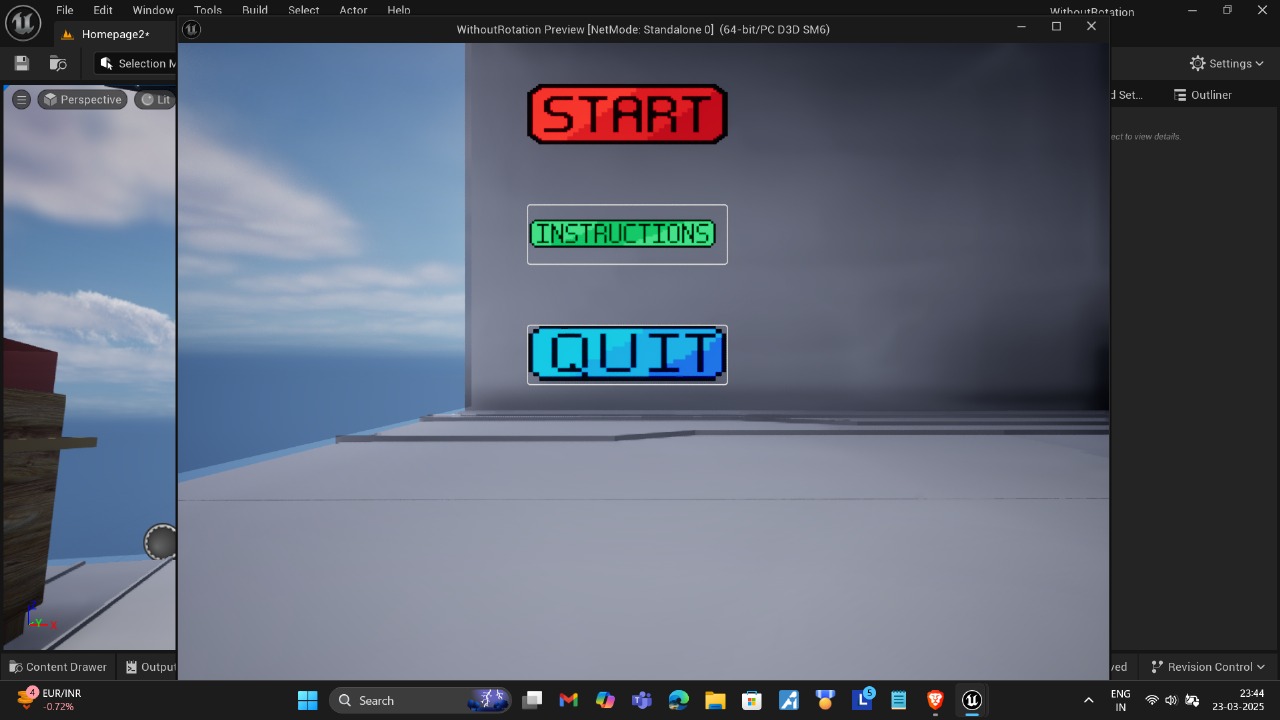 File Edit Window Tools Build Select Actor Help
WithoutRotation
WithoutRotation Preview [NetMode: Standalone 0] (64-bit/PC D3D SM6)
Homepage2*
Selection M
Settings
Perspective
Lit
d Set...
Outliner
ect to view details.
START
INSTRUCTIONS
QUIT
Z
Y
X
Content Drawer
Output
ved
Revision Control
4
EUR/INR
-0.72%
Search
L
5
ENG
IN
23:44
23-03-2025